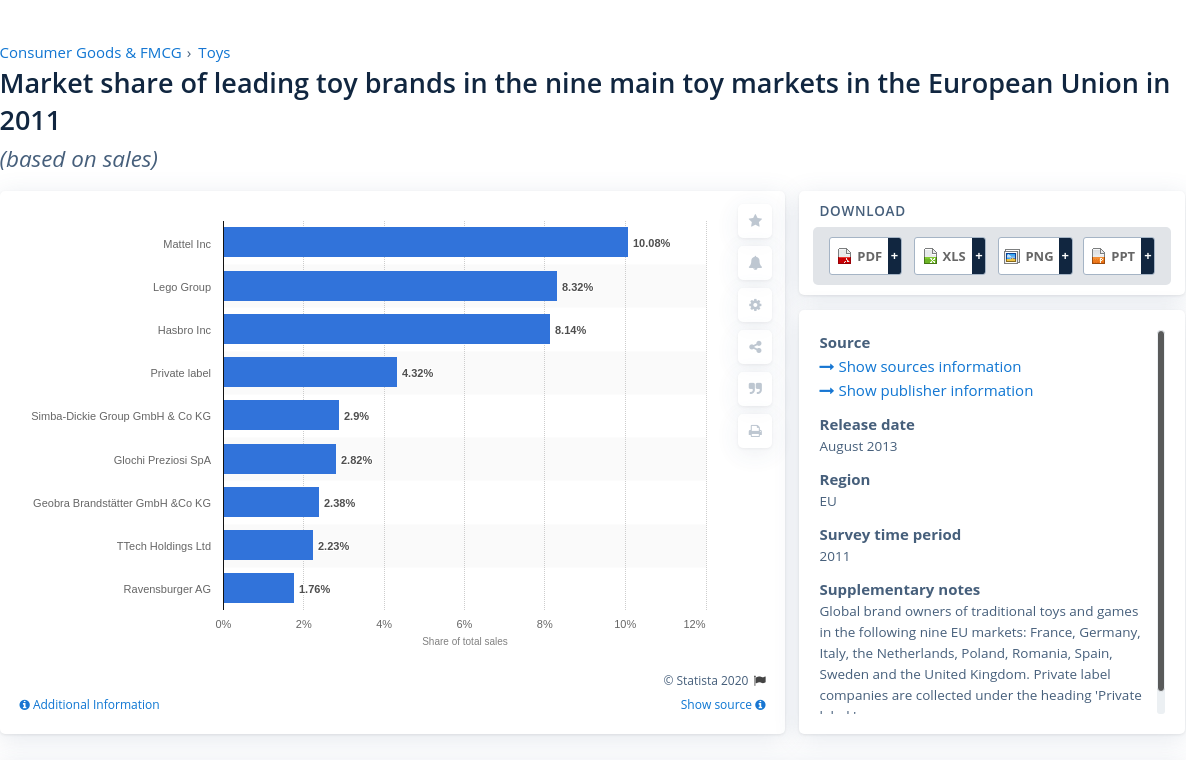 Consumer Goods & FMCG › Toys
Market share of leading toy brands in the nine main toy markets in the European Union in
2011
(based on sales)
Mattel Inc 10.08%
Lego Group 8.32%
Hasbro Inc 8.14%
Private label 4.32%
Simba-Dickie Group GmbH & Co KG 2.9%
Glochi Preziosi SpA 2.82%
Geobra Brandstätter GmbH &Co KG 2.38%
TTech Holdings Ltd 2.23%
Ravensburger AG 1.76%
0% 2% 4% 6% 8% 10% 12%
Share of total sales
© Statista 2020
Additional Information
Show source
DOWNLOAD
PDF + XLS + PNG + PPT +
Source
Show sources information
Show publisher information
Release date
August 2013
Region
EU
Survey time period
2011
Supplementary notes
Global brand owners of traditional toys and games
in the following nine EU markets: France, Germany,
Italy, the Netherlands, Poland, Romania, Spain,
Sweden and the United Kingdom. Private label
companies are collected under the heading 'Private